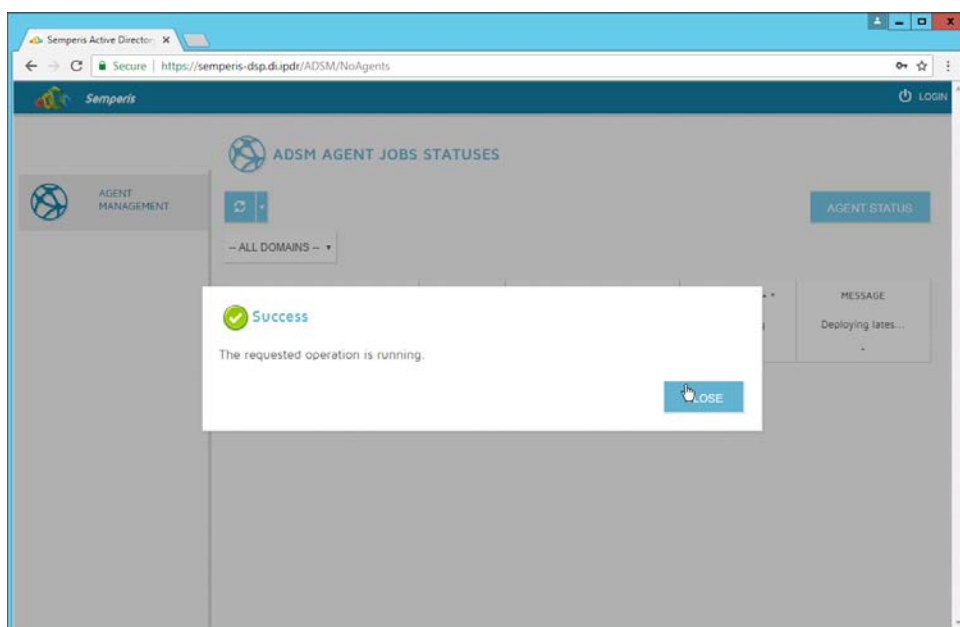 Semperis Active Director
Secure | https://semperis-dsp.di.ipdr/ADSM/NoAgents
Semperis
LOGIN
ADSM AGENT JOBS STATUSES
AGENT
MANAGEMENT
AGENT STATUS
-- ALL DOMAINS --
MESSAGE
Deploying lates...
-
Success
The requested operation is running.
CLOSE